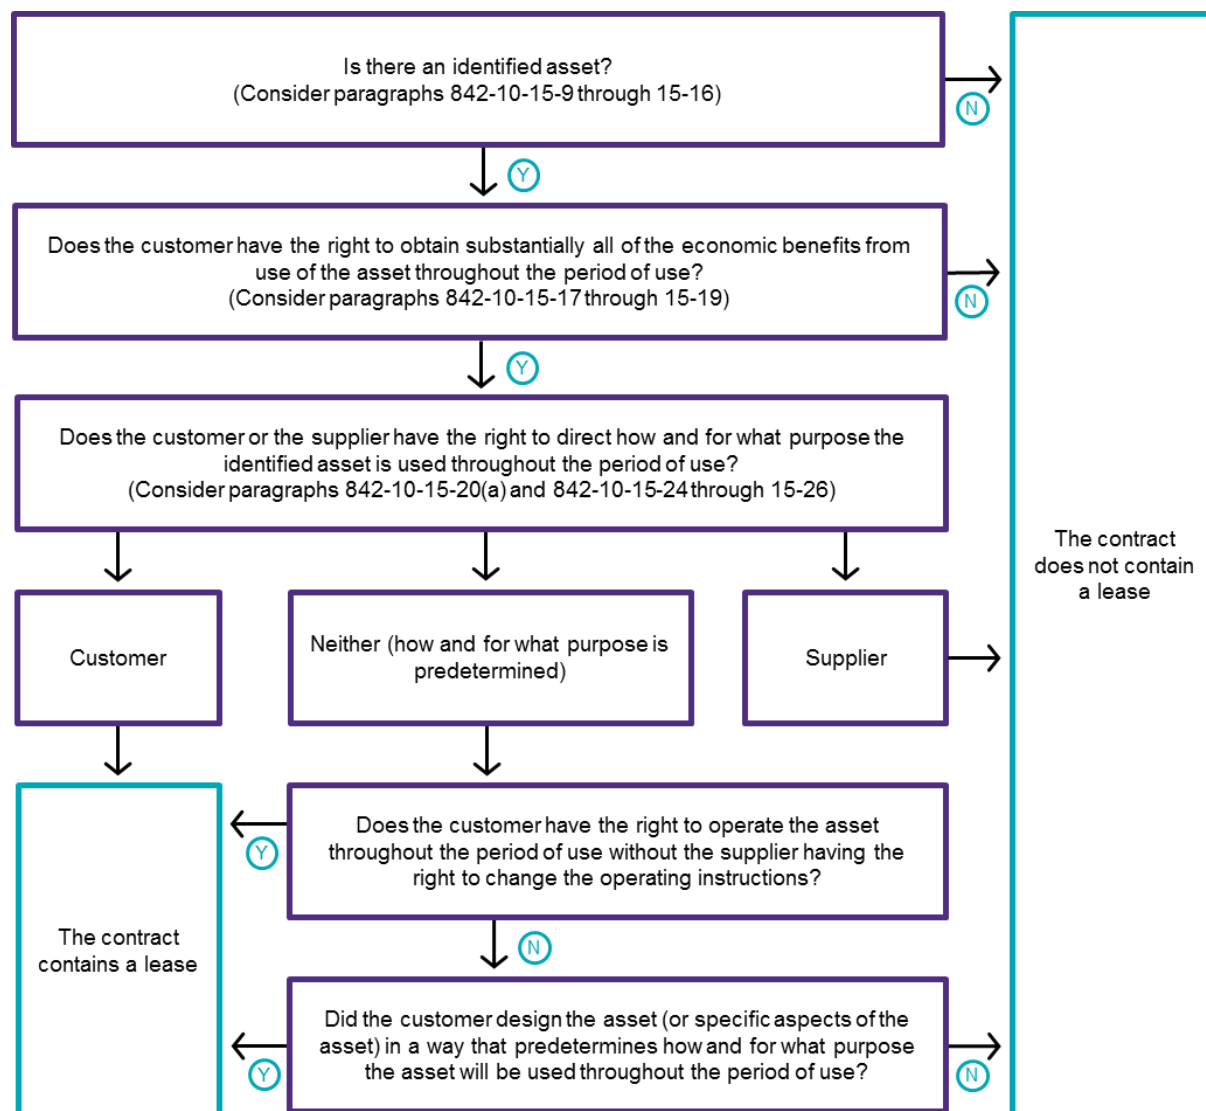 Is there an identified asset?
(Consider paragraphs 842-10-15-9 through 15-16)
N
Y
Does the customer have the right to obtain substantially all of the economic benefits from
use of the asset throughout the period of use?
(Consider paragraphs 842-10-15-17 through 15-19)
N
Y
Does the customer or the supplier have the right to direct how and for what purpose the
identified asset is used throughout the period of use?
(Consider paragraphs 842-10-15-20(a) and 842-10-15-24 through 15-26)
The contract
does not contain
a lease
Customer
Neither (how and for what purpose is
predetermined)
Supplier
Does the customer have the right to operate the asset
throughout the period of use without the supplier having the
right to change the operating instructions?
Y
N
The contract
contains a lease
Did the customer design the asset (or specific aspects of the
asset) in a way that predetermines how and for what purpose
the asset will be used throughout the period of use?
Y
N